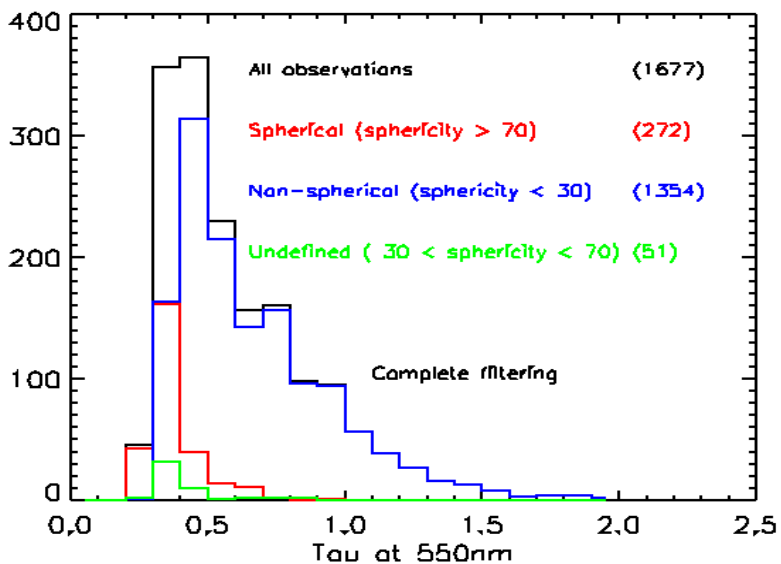 400
All observations (1677)
300
Spherical (sphericity > 70) (272)
Non-spherical (sphericity < 30) (1354)
200
Undefined ( 30 < sphericity < 70) (51)
Complete filtering
100
0
0.0 0.5 1.0 1.5 2.0 2.5
Tau at 550nm